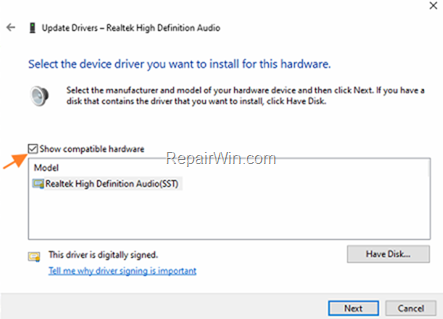 Update Drivers – Realtek High Definition Audio
Select the device driver you want to install for this hardware.
Select the manufacturer and model of your hardware device and then click Next. If you have a
disk that contains the driver that you want to install, click Have Disk.
Show compatible hardware
RepairWin.com
Model
Realtek High Definition Audio(SST)
This driver is digitally signed.
Tell me why driver signing is important
Have Disk...
Next
Cancel